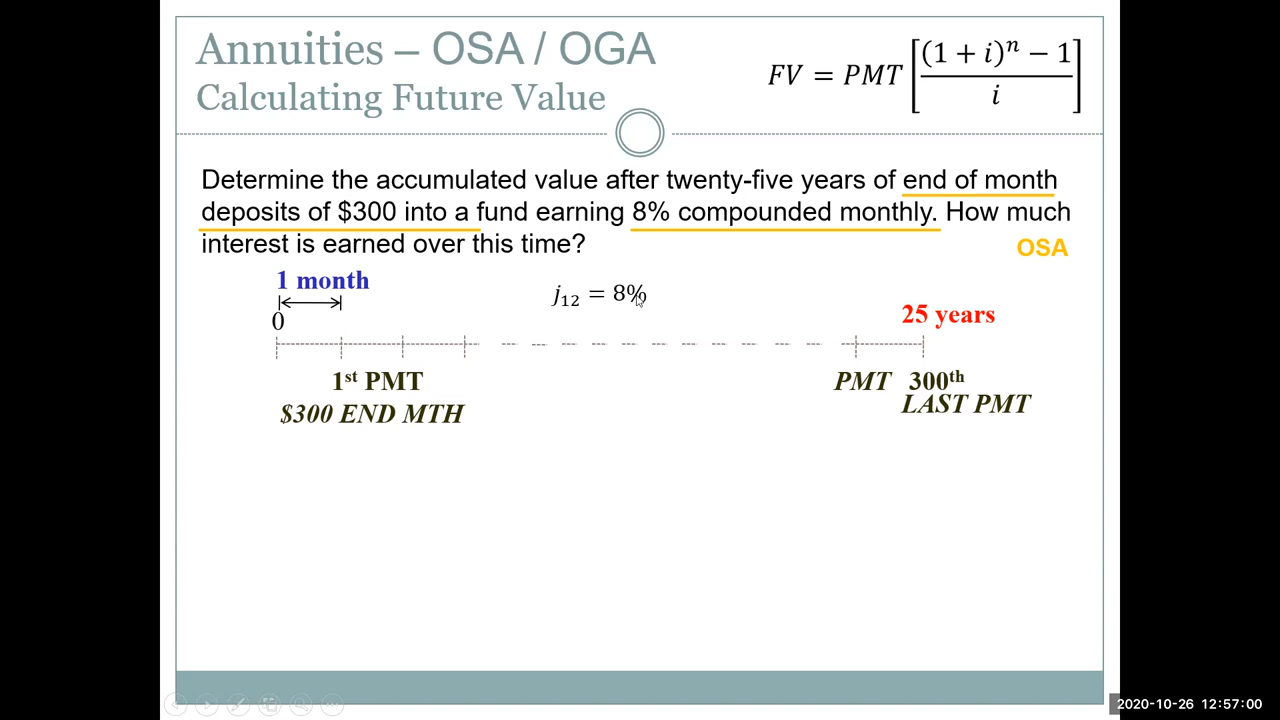 Annuities – OSA / OGA
Calculating Future Value
FV = PMT [((1 + i)ⁿ − 1) / i]
Determine the accumulated value after twenty-five years of end of month
deposits of $300 into a fund earning 8% compounded monthly. How much
interest is earned over this time?
OSA
1 month
j₁₂ = 8%
0
25 years
1st PMT
PMT 300th
$300 END MTH
LAST PMT
2020-10-26 12:57:00